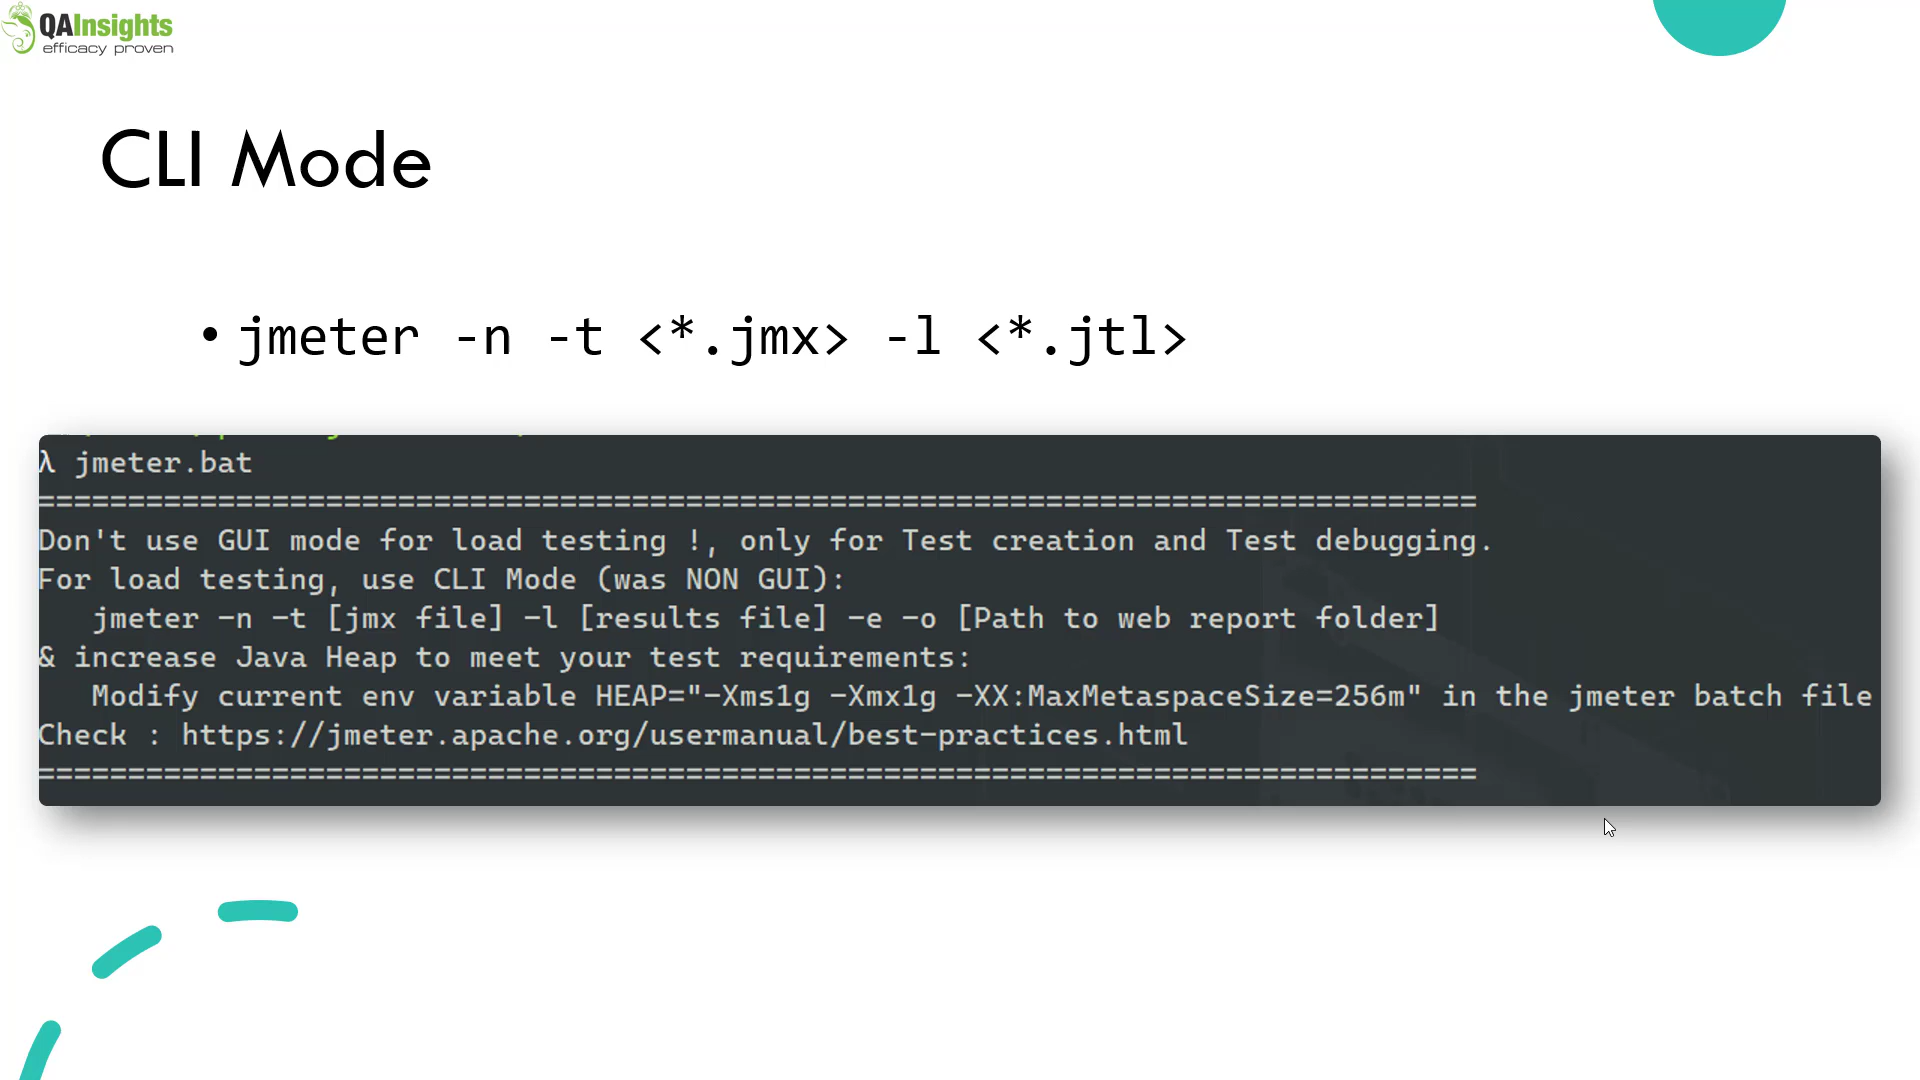 QAInsights
efficacy proven
CLI Mode
• jmeter -n -t <*.jmx> -l <*.jtl>
λ jmeter.bat
================================================================================
Don't use GUI mode for load testing !, only for Test creation and Test debugging.
For load testing, use CLI Mode (was NON GUI):
   jmeter -n -t [jmx file] -l [results file] -e -o [Path to web report folder]
& increase Java Heap to meet your test requirements:
   Modify current env variable HEAP="-Xms1g -Xmx1g -XX:MaxMetaspaceSize=256m" in the jmeter batch file
Check : https://jmeter.apache.org/usermanual/best-practices.html
================================================================================